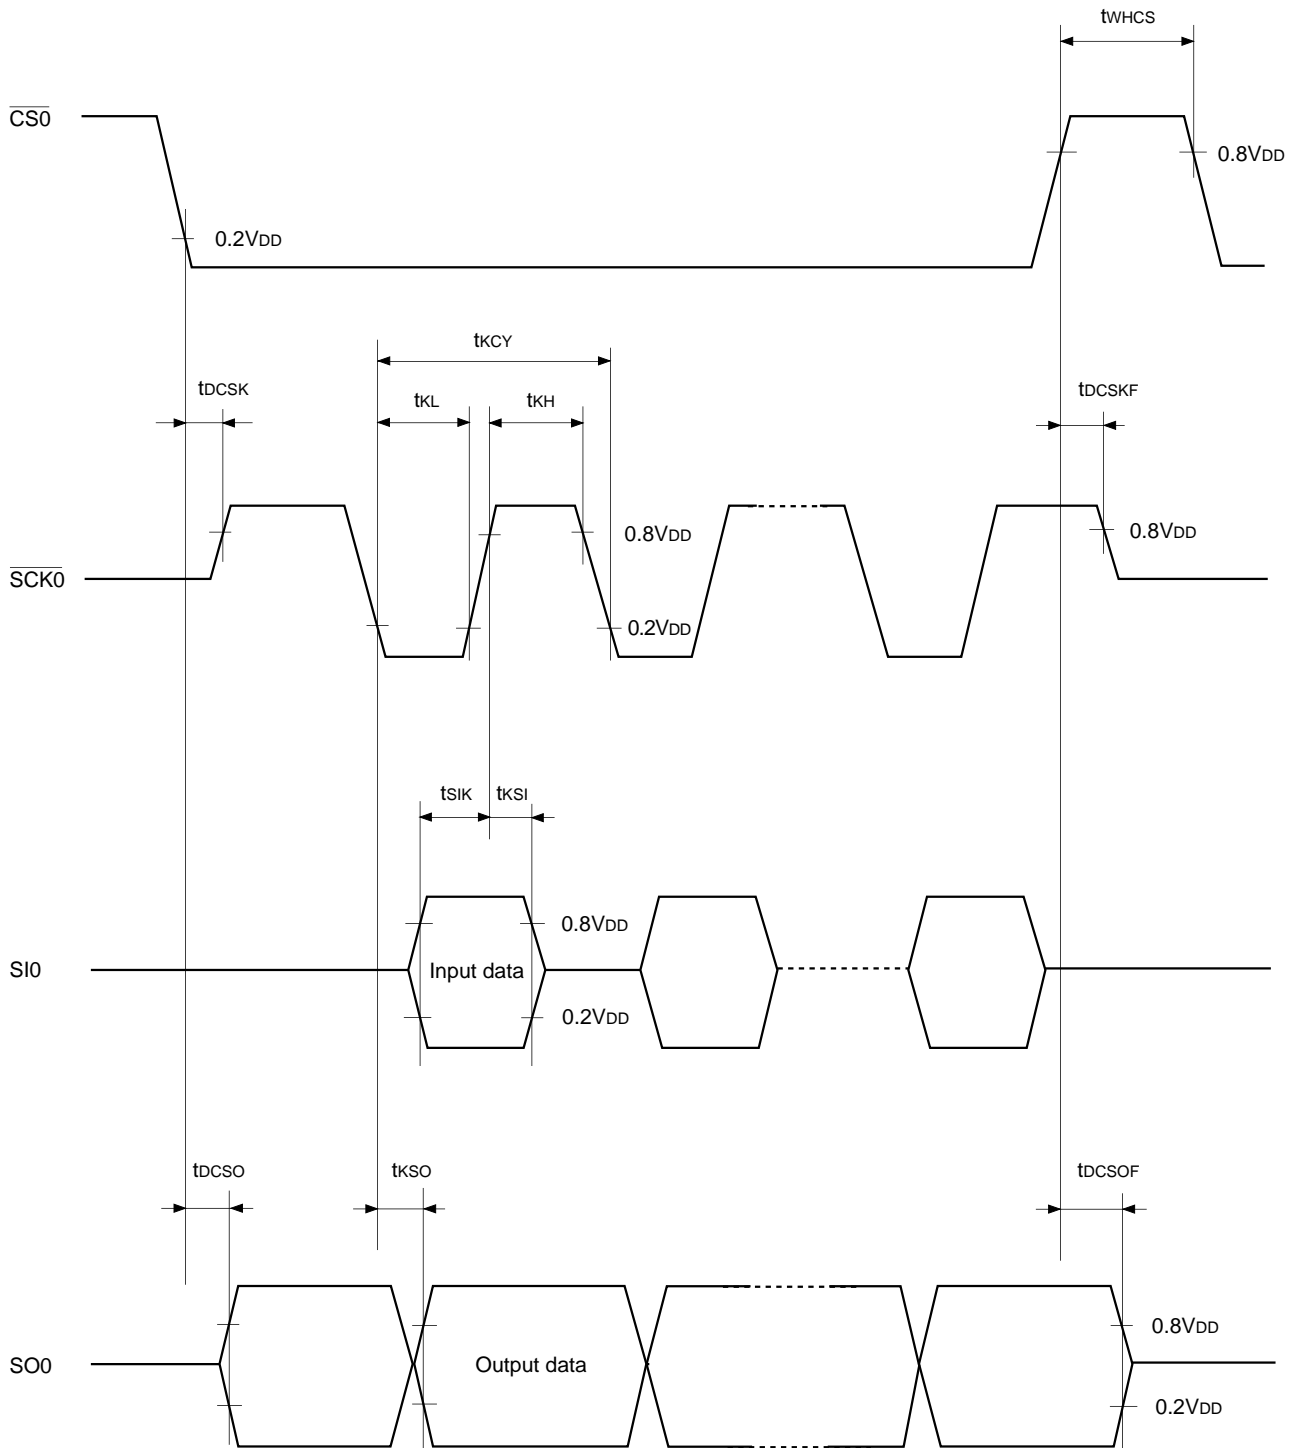 tWHCS
CS0
0.8VDD
0.2VDD
tKCY
tDCSK
tKL
tKH
tDCSKF
0.8VDD
0.8VDD
SCK0
0.2VDD
tSIK
tKSI
0.8VDD
SI0
Input data
0.2VDD
tDCSO
tKSO
tDCSOF
0.8VDD
SO0
Output data
0.2VDD